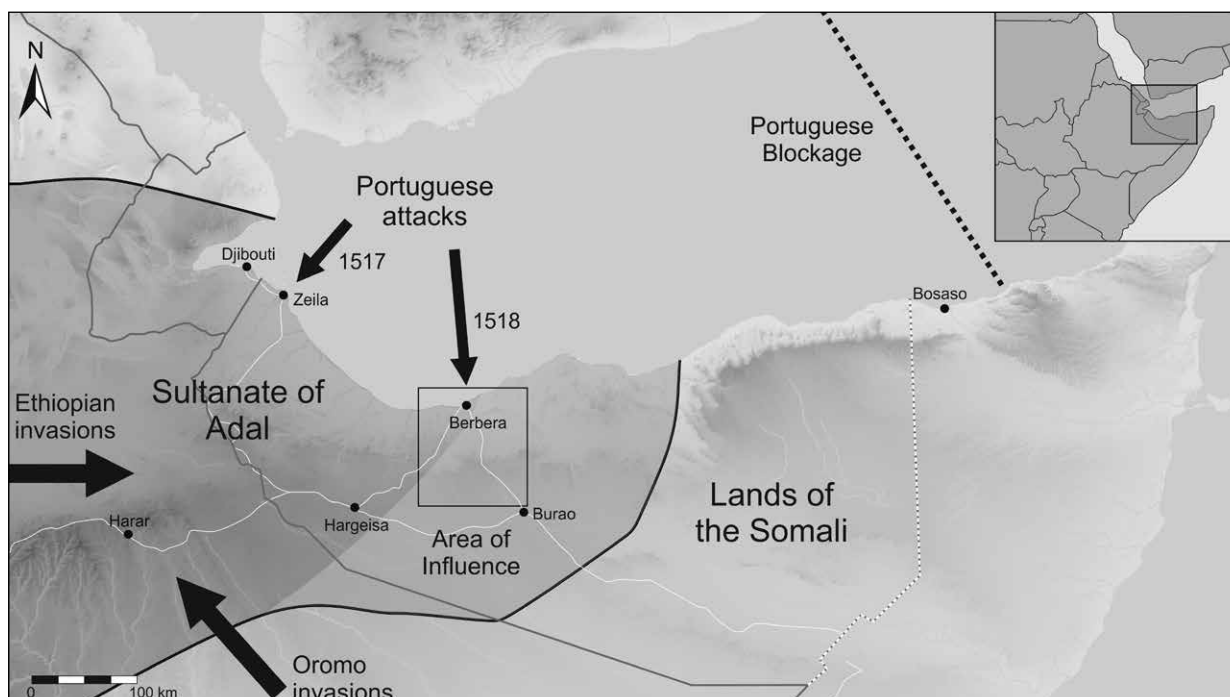 N
Portuguese
Blockage
Portuguese
attacks
1517
Djibouti
Zeila
1518
Bosaso
Sultanate of
Adal
Ethiopian
invasions
Berbera
Lands of
the Somali
Harar
Hargeisa
Burao
Area of
Influence
Oromo
invasions
0
100 km